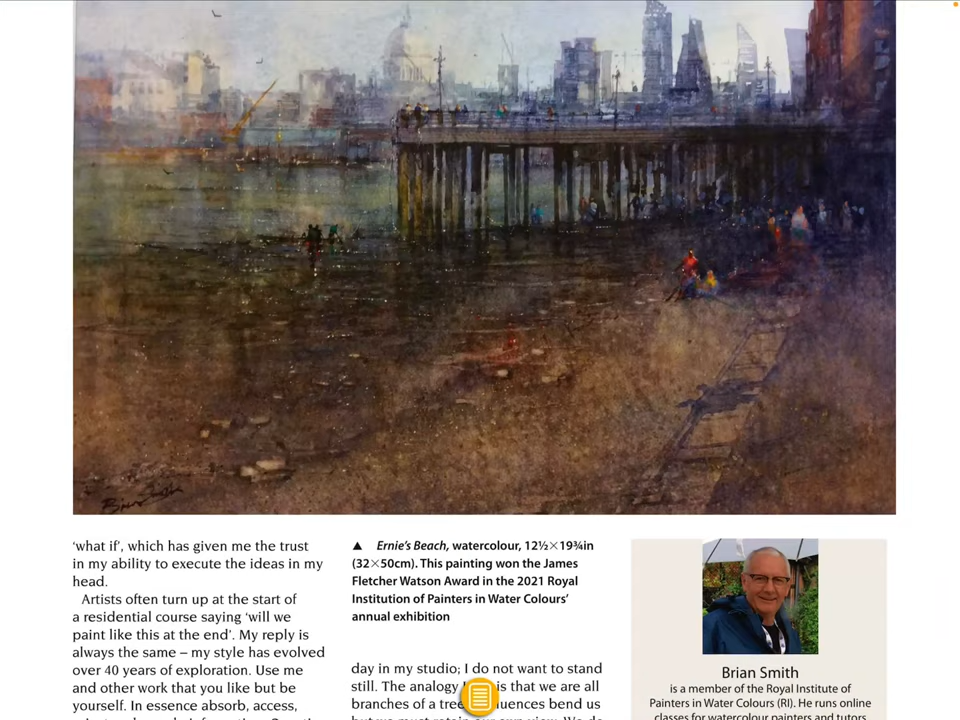 Brian Smith
‘what if’, which has given me the trust
in my ability to execute the ideas in my
head.
Artists often turn up at the start of
a residential course saying ‘will we
paint like this at the end’. My reply is
always the same – my style has evolved
over 40 years of exploration. Use me
and other work that you like but be
yourself. In essence absorb, access,
▲ Ernie’s Beach, watercolour, 12½×19¾in
(32×50cm). This painting won the James
Fletcher Watson Award in the 2021 Royal
Institution of Painters in Water Colours’
annual exhibition
day in my studio; I do not want to stand
still. The analogy is that we are all
branches of a tree bend us
Brian Smith
is a member of the Royal Institute of
Painters in Water Colours (RI). He runs online
classes for watercolour painters and tutors